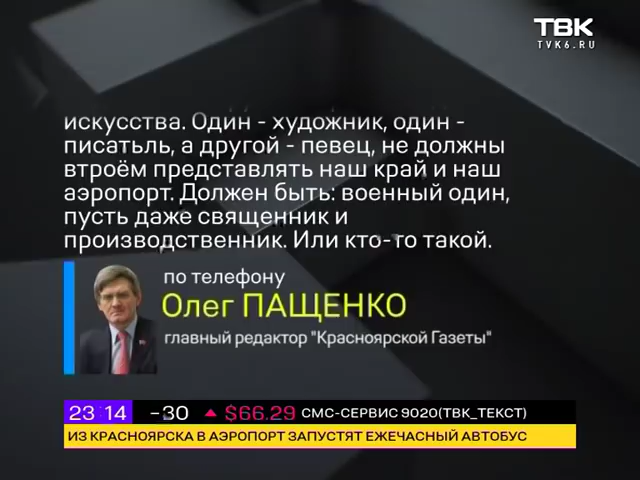 ТВК
TVK6.RU
искусства. Один - художник, один -
писатьль, а другой - певец, не должны
втроём представлять наш край и наш
аэропорт. Должен быть: военный один,
пусть даже священник и
производственник. Или кто-то такой.
по телефону
Олег ПАЩЕНКО
главный редактор "Красноярской Газеты"
23:14 -30 ▲ $66.29 СМС-СЕРВИС 9020(ТВК_ТЕКСТ)
ИЗ КРАСНОЯРСКА В АЭРОПОРТ ЗАПУСТЯТ ЕЖЕЧАСНЫЙ АВТОБУС